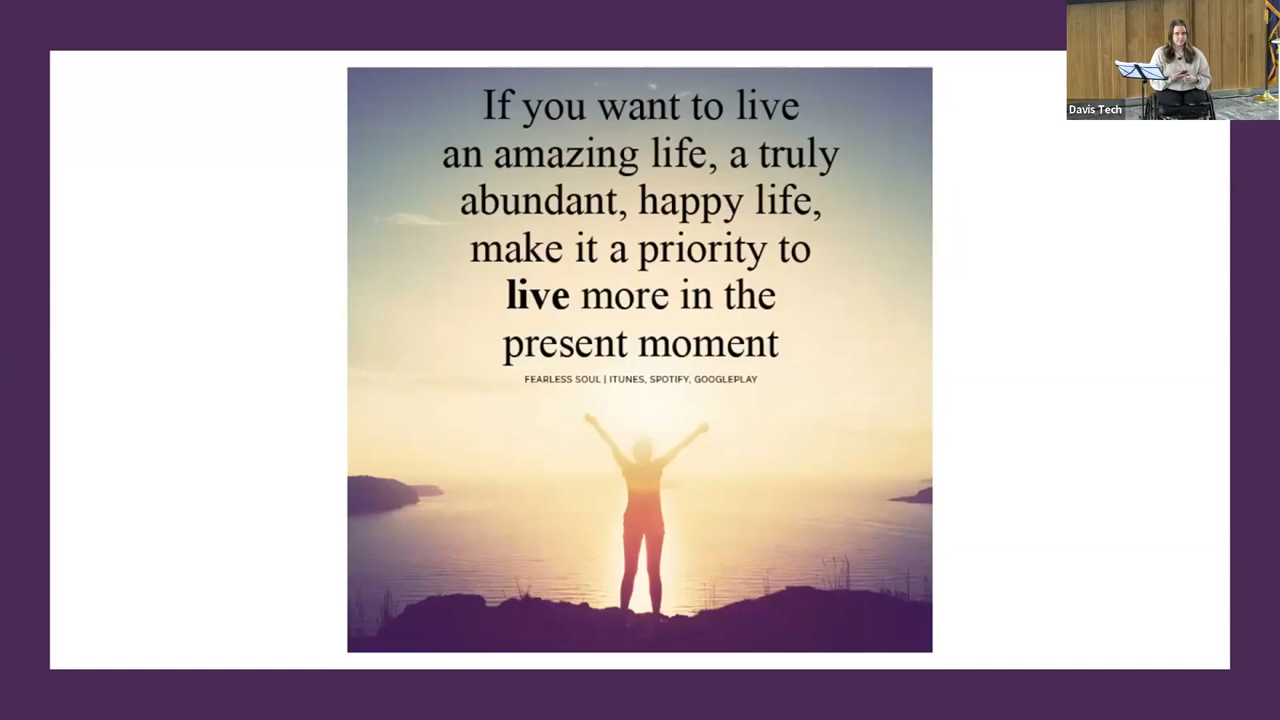 If you want to live
an amazing life, a truly
abundant, happy life,
make it a priority to
live more in the
present moment
FEARLESS SOUL | ITUNES, SPOTIFY, GOOGLEPLAY
Davis Tech